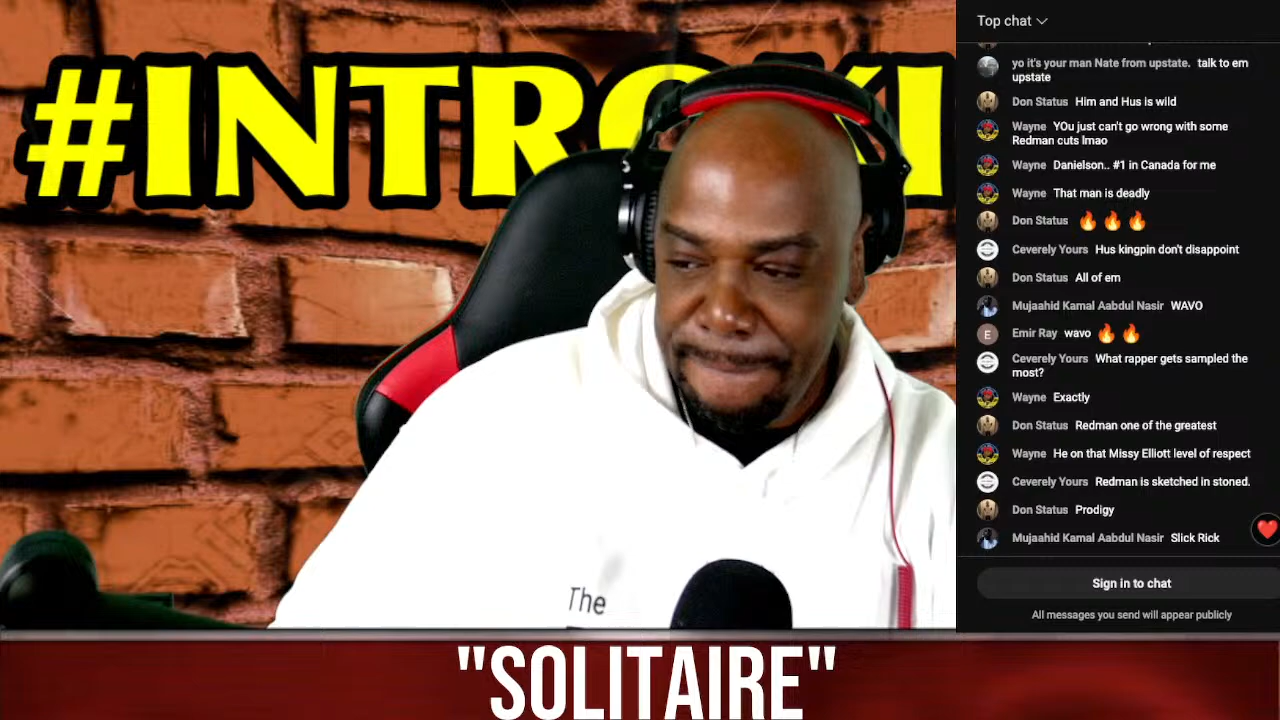 #INTRO
Top chat
yo it's your man Nate from upstate. talk to em
upstate
Don Status Him and Hus is wild
Wayne YOu just can't go wrong with some
Redman cuts lmao
Wayne Danielson.. #1 in Canada for me
Wayne That man is deadly
Don Status 🔥🔥🔥
Ceverely Yours Hus kingpin don't disappoint
Don Status All of em
Mujaahid Kamal Aabdul Nasir WAVO
E Emir Ray wavo 🔥🔥
Ceverely Yours What rapper gets sampled the
most?
Wayne Exactly
Don Status Redman one of the greatest
Wayne He on that Missy Elliott level of respect
Ceverely Yours Redman is sketched in stoned.
Don Status Prodigy
Mujaahid Kamal Aabdul Nasir Slick Rick
Sign in to chat
All messages you send will appear publicly
The
"SOLITAIRE"